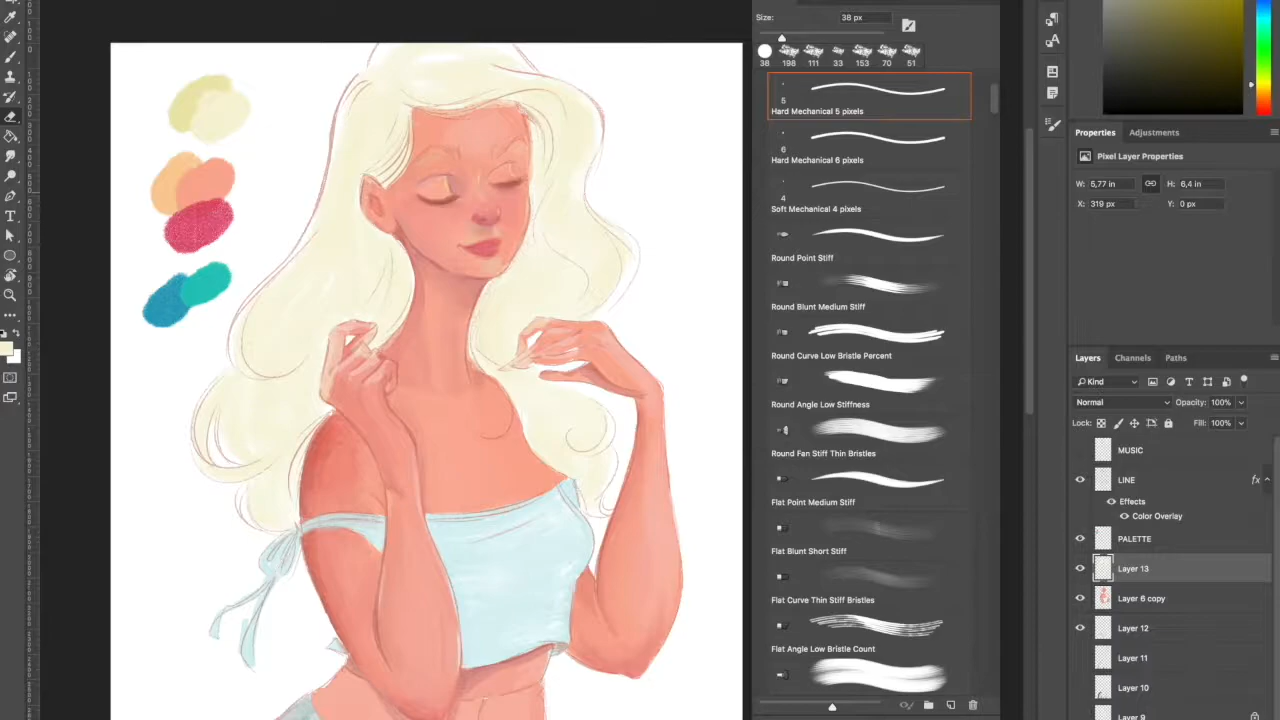 Size:
38 px
38 198 111 33 153 70 51
5
Hard Mechanical 5 pixels
6
Hard Mechanical 6 pixels
4
Soft Mechanical 4 pixels
Round Point Stiff
Round Blunt Medium Stiff
Round Curve Low Bristle Percent
Round Angle Low Stiffness
Round Fan Stiff Thin Bristles
Flat Point Medium Stiff
Flat Blunt Short Stiff
Flat Curve Thin Stiff Bristles
Flat Angle Low Bristle Count
Properties Adjustments
Pixel Layer Properties
W: 5,77 in H: 6,4 in
X: 319 px Y: 0 px
Layers Channels Paths
Kind
Normal Opacity: 100%
Lock: Fill: 100%
MUSIC
LINE fx
Effects
Color Overlay
PALETTE
Layer 13
Layer 6 copy
Layer 12
Layer 11
Layer 10
Layer 9